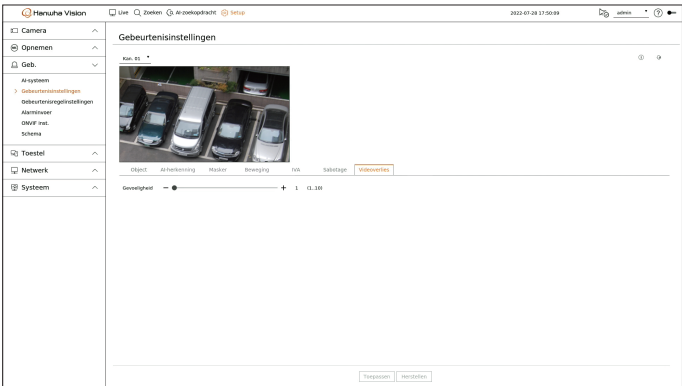 Hanwha Vision
Live Zoeken AI-zoekopdracht Setup
2022-07-28 17:50:09
admin
Camera
Opnemen
Geb.
AI-systeem
Gebeurtenisinstellingen
Gebeurtenisregelinstellingen
Alarminvoer
ONVIF inst.
Schema
Toestel
Netwerk
Systeem
Gebeurtenisinstellingen
Kan. 01
Object AI-herkenning Masker Beweging IVA Sabotage Videoverlies
Gevoeligheid 1 (1..10)
Toepassen Herstellen